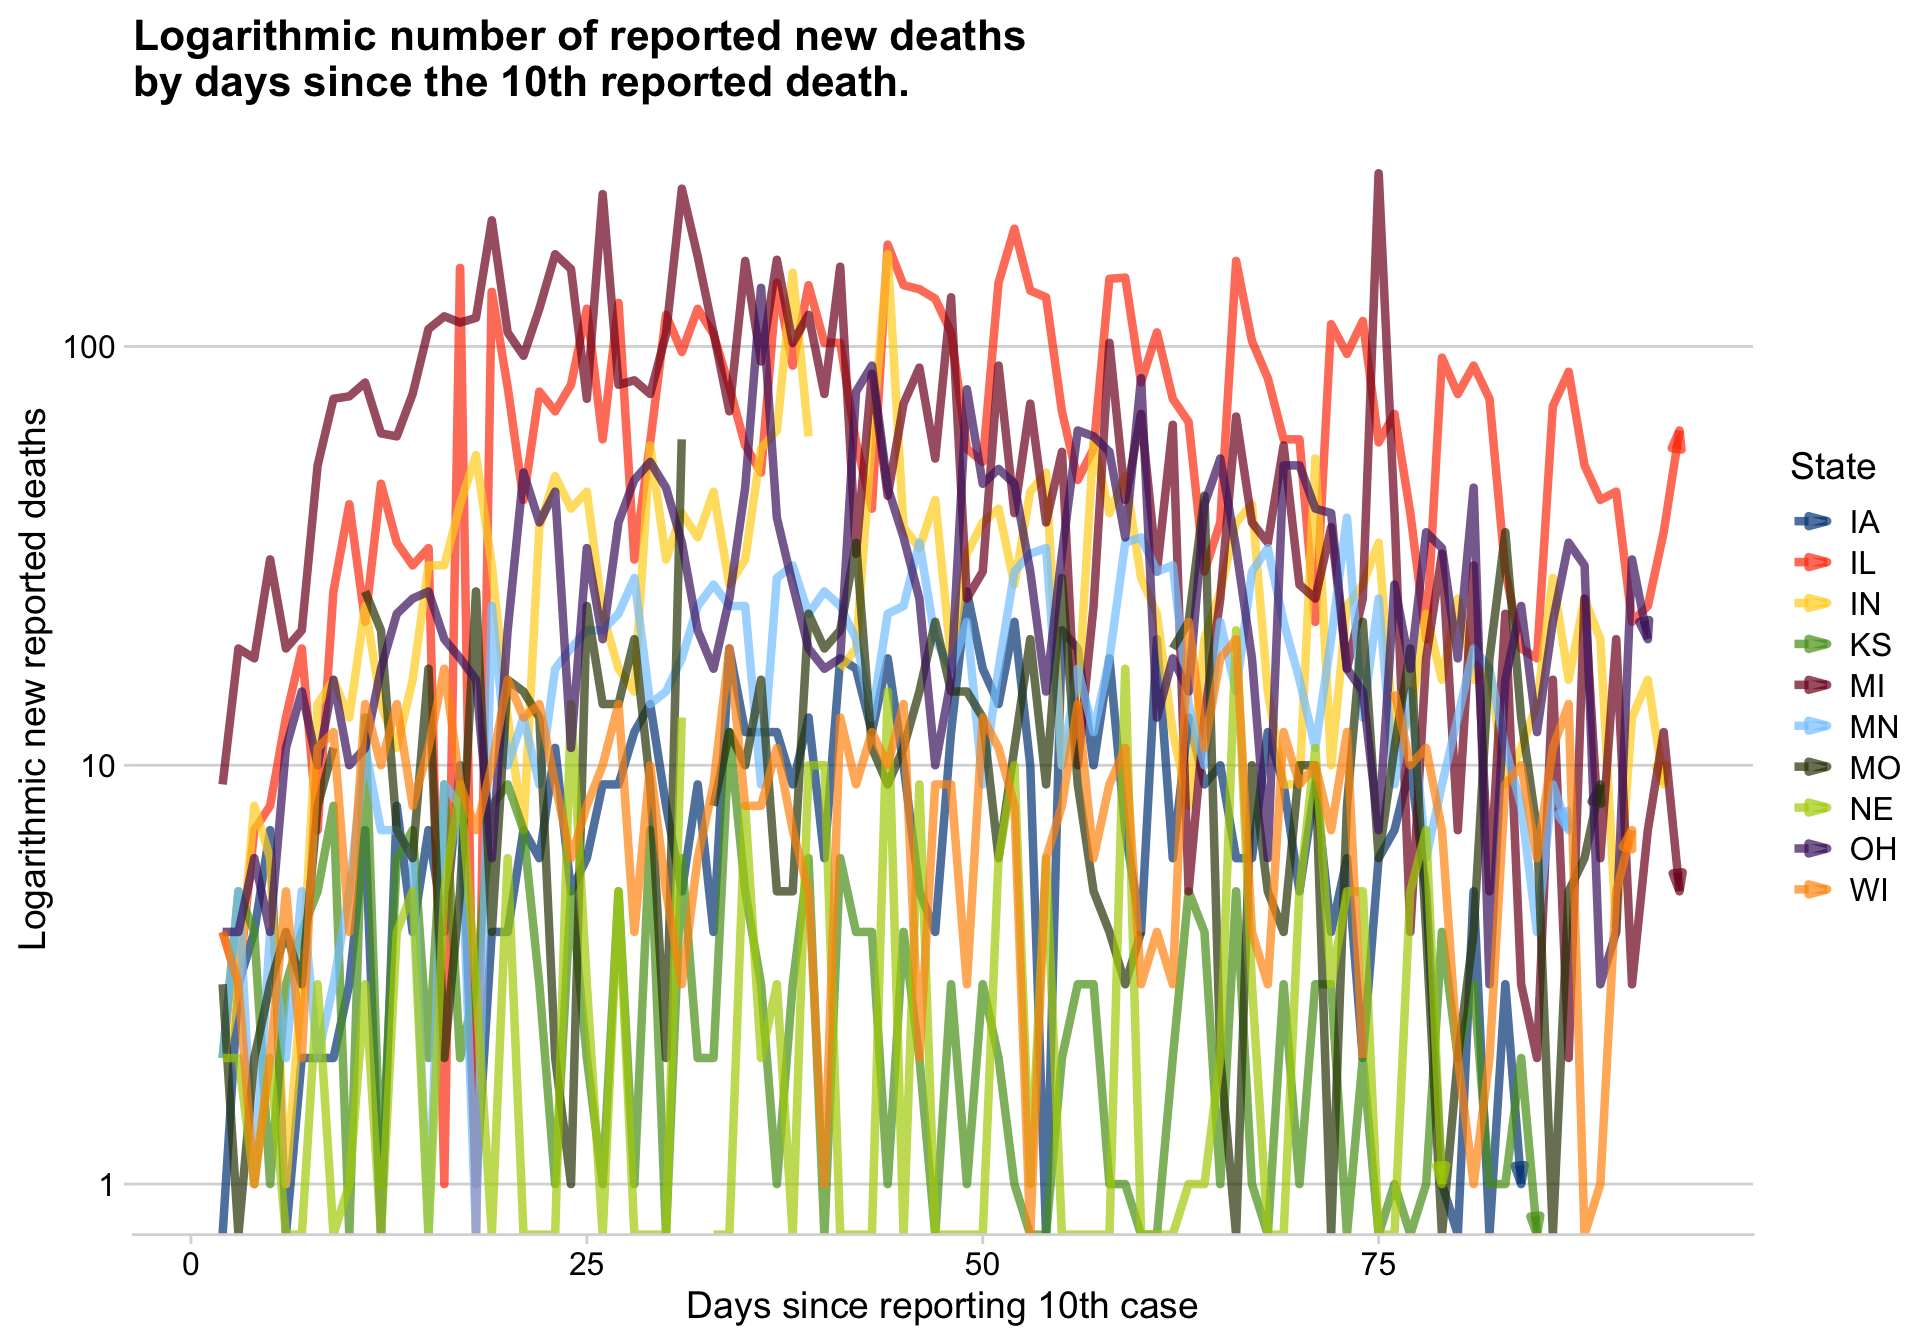 Logarithmic number of reported new deaths
by days since the 10th reported death.
Logarithmic new reported deaths
100
10
1
0
25
50
75
Days since reporting 10th case
State
IA
IL
IN
KS
MI
MN
MO
NE
OH
WI